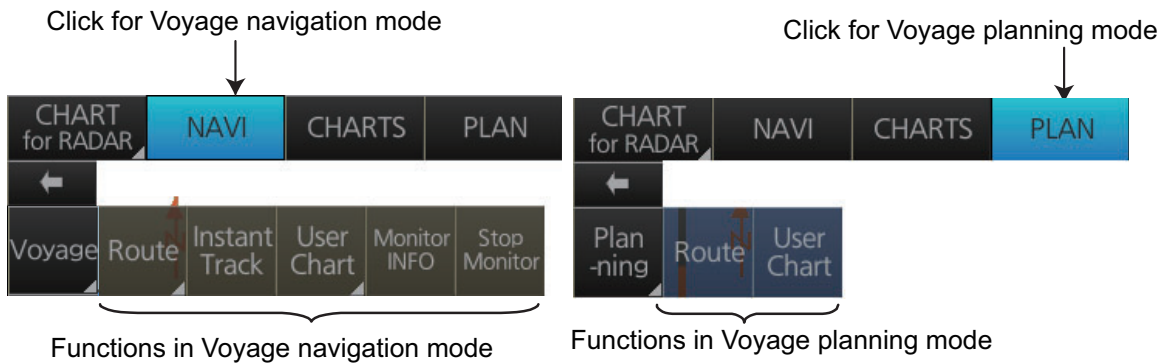 Click for Voyage navigation mode
Click for Voyage planning mode
CHART
for RADAR
NAVI
CHARTS
PLAN
Voyage
Route
Instant
Track
User
Chart
Monitor
INFO
Stop
Monitor
Functions in Voyage navigation mode
CHART
for RADAR
NAVI
CHARTS
PLAN
Plan
-ning
Route
User
Chart
Functions in Voyage planning mode